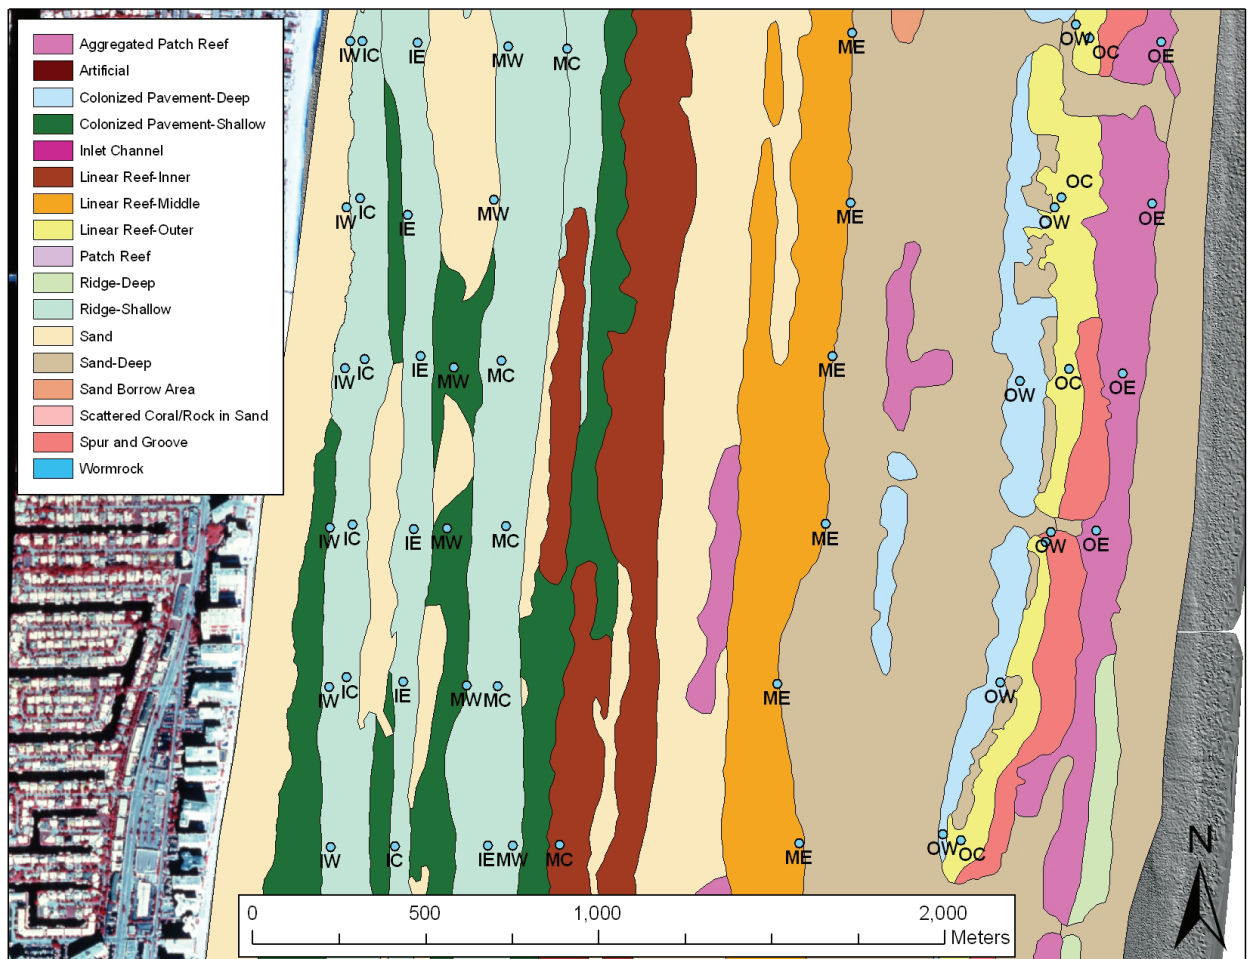 Aggregated Patch Reef
Artificial
Colonized Pavement-Deep
Colonized Pavement-Shallow
Inlet Channel
Linear Reef-Inner
Linear Reef-Middle
Linear Reef-Outer
Patch Reef
Ridge-Deep
Ridge-Shallow
Sand
Sand-Deep
Sand Borrow Area
Scattered Coral/Rock in Sand
Spur and Groove
Wormrock
IW IC IE MW MC ME OW OC OE
IW IC IE MW ME OW OC OE
IW IC IE MW MC ME OW OC OE
IW IC IE MW MC ME OW OE
IW IC IE MW MC ME OW
IW IC IE MW MC ME OW OC
N
0 500 1,000 2,000
Meters